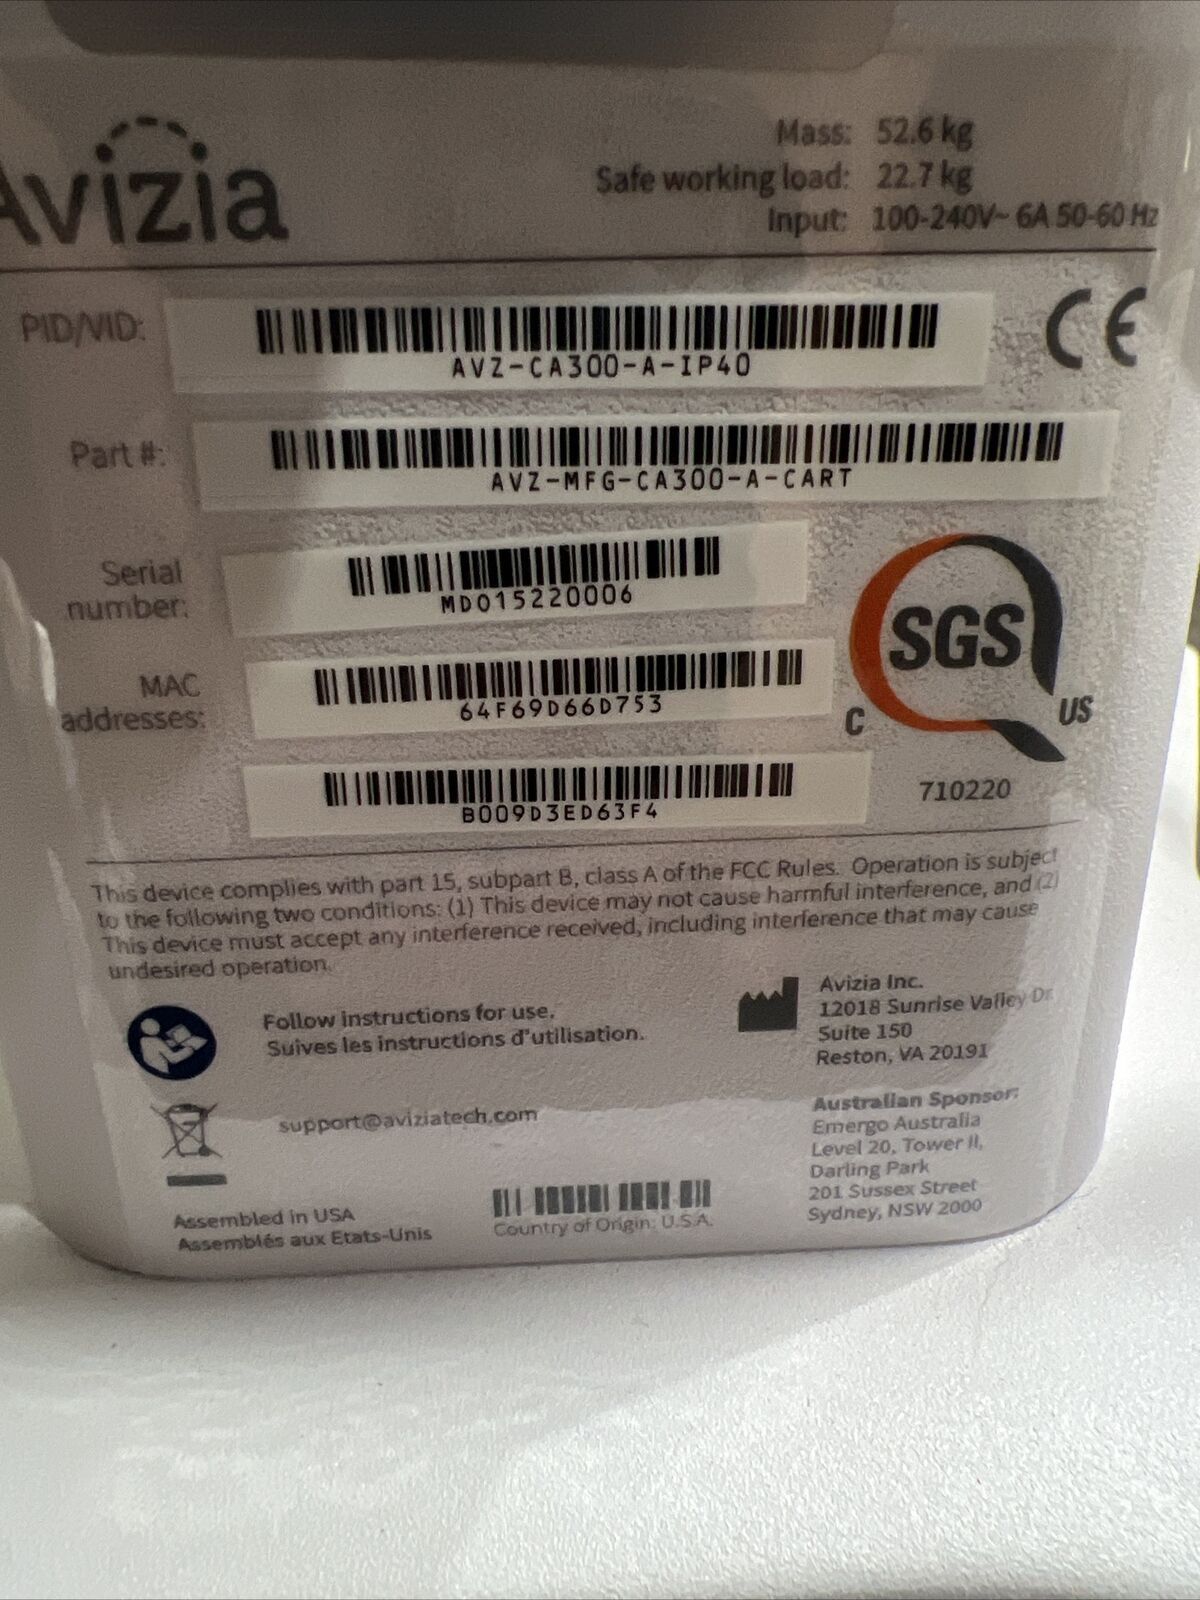 Avizia
Mass: 52.6 kg
Safe working load: 22.7 kg
Input: 100-240V~ 6A 50-60 Hz
PID/VID:
AVZ-CA300-A-IP40
CE
Part #:
AVZ-MFG-CA300-A-CART
Serial
number:
MD015220006
MAC
addresses:
64F69D66D753
B009D3ED63F4
SGS
C
US
710220
This device complies with part 15, subpart B, class A of the FCC Rules. Operation is subject
to the following two conditions: (1) This device may not cause harmful interference, and (2)
This device must accept any interference received, including interference that may cause
undesired operation.
Follow instructions for use.
Suives les instructions d'utilisation.
Avizia Inc.
12018 Sunrise Valley Dr.
Suite 150
Reston, VA 20191
support@aviziatech.com
Australian Sponsor:
Emergo Australia
Level 20, Tower II,
Darling Park
201 Sussex Street
Sydney, NSW 2000
Assembled in USA
Assemblés aux Etats-Unis
Country of Origin: U.S.A.